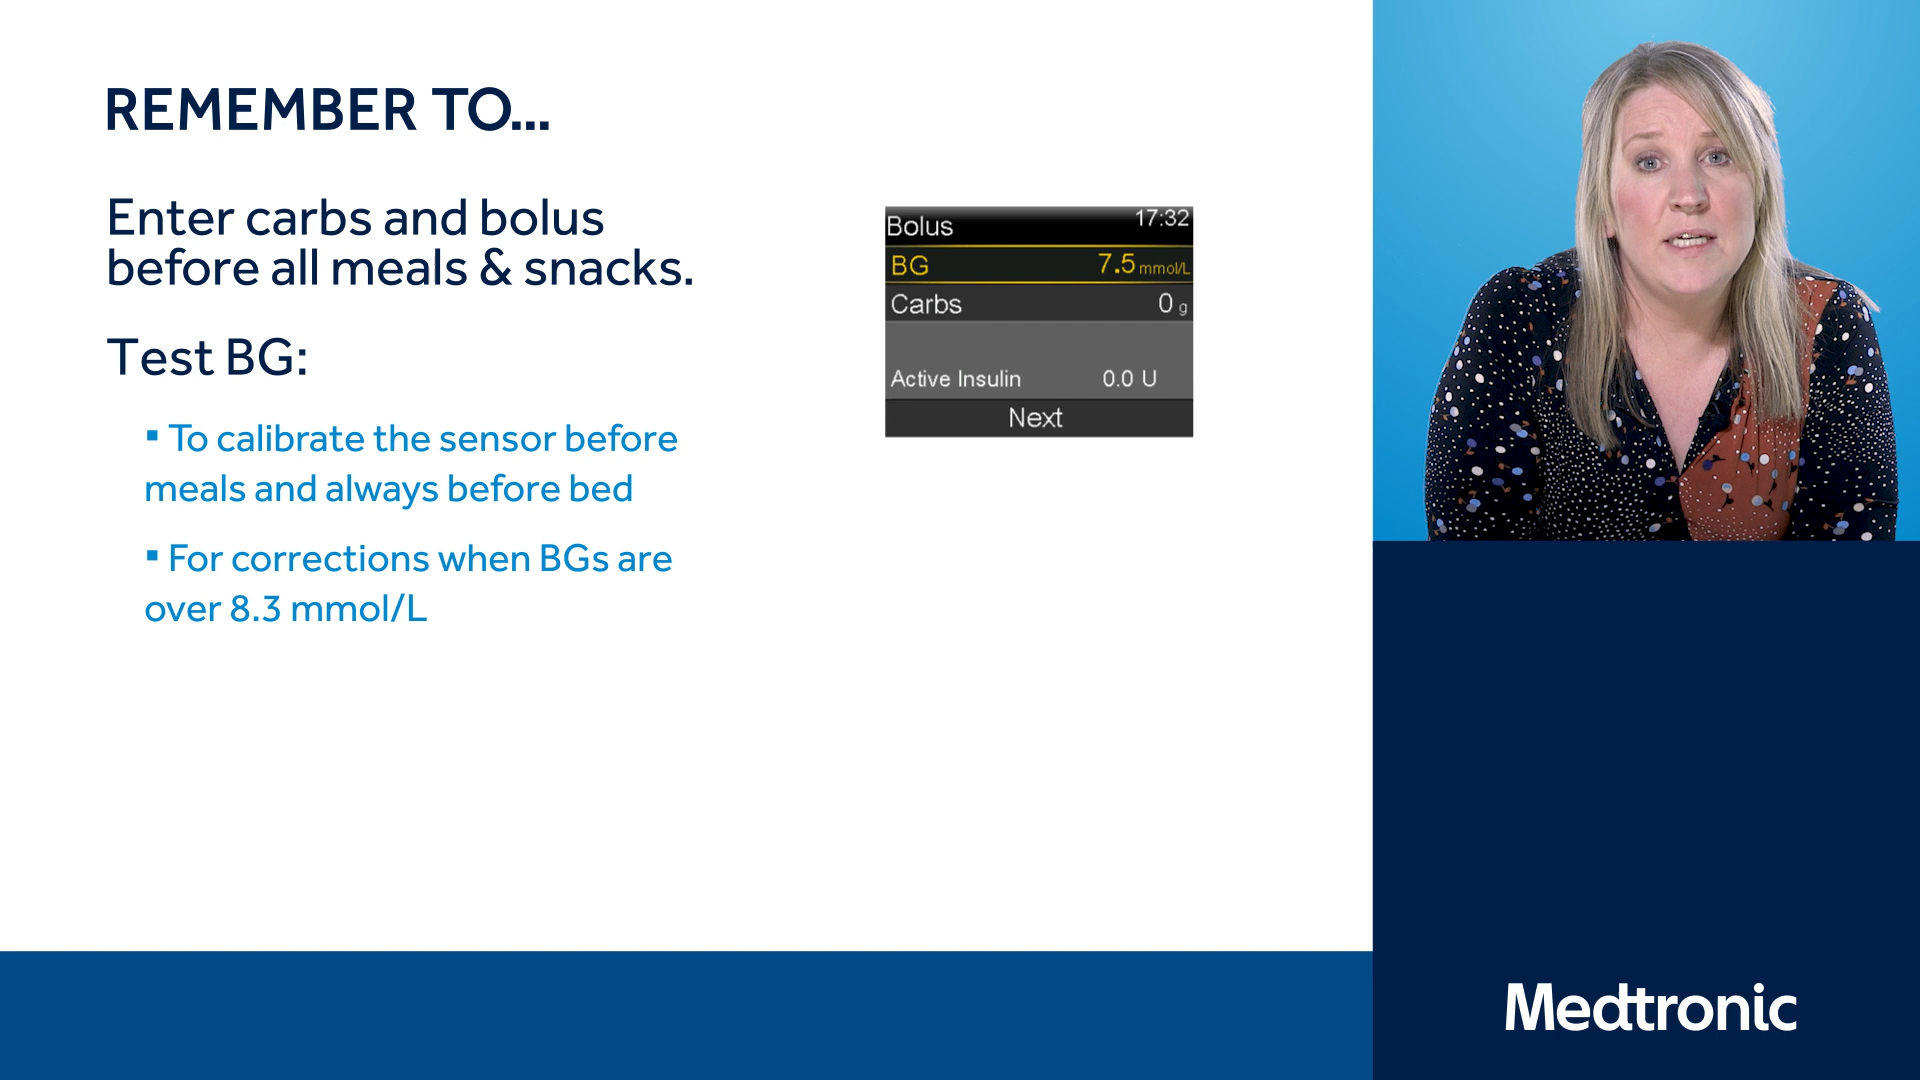 REMEMBER TO...
Enter carbs and bolus
before all meals & snacks.
Test BG:
▪ To calibrate the sensor before
meals and always before bed
▪ For corrections when BGs are
over 8.3 mmol/L
Bolus 17:32
BG 7.5 mmol/L
Carbs 0 g
Active Insulin 0.0 U
Next
Medtronic